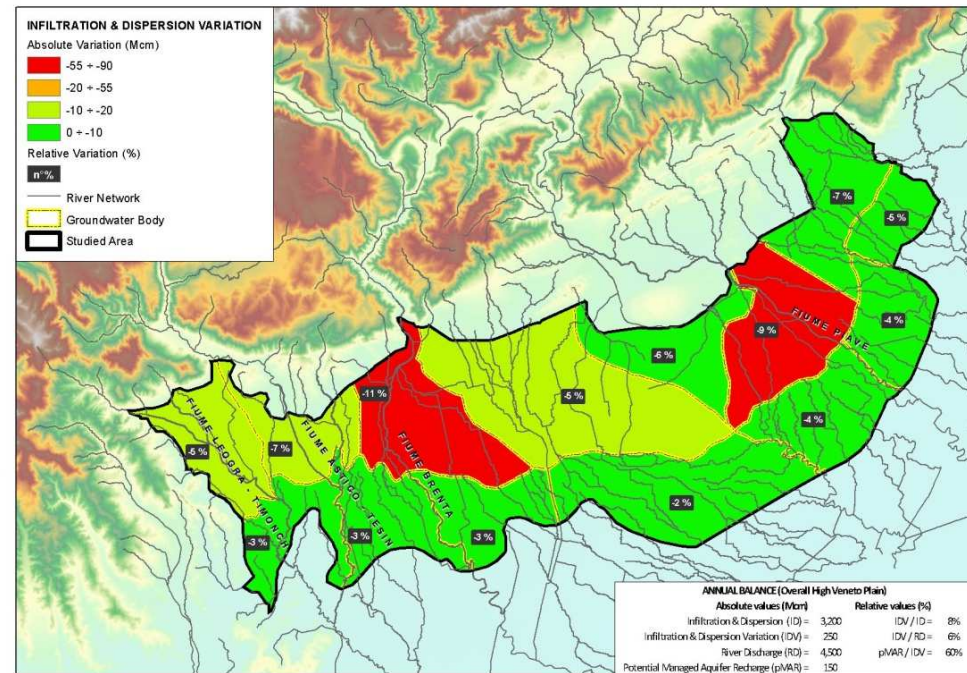 INFILTRATION & DISPERSION VARIATION
Absolute Variation (Mcm)
-55 ÷ -90
-20 ÷ -55
-10 ÷ -20
0 ÷ -10
Relative Variation (%)
n°%
River Network
Groundwater Body
Studied Area
-7 %
-5 %
-4 %
FIUME PIAVE
-9 %
-6 %
-4 %
-11 %
-5 %
-2 %
FIUME BRENTA
-3 %
FIUME ASTICO TESIN
-7 %
-3 %
FIUME LEOGRA - TIMONCH
-5 %
-3 %
ANNUAL BALANCE (Overall High Veneto Plain)
Absolute values (Mcm) Relative values (%)
Infiltration & Dispersion (ID) = 3,200 IDV / ID = 8%
Infiltration & Dispersion Variation (IDV) = 250 IDV / RD = 6%
River Discharge (RD) = 4,500 pMAR / IDV = 60%
Potential Managed Aquifer Recharge (pMAR) = 150